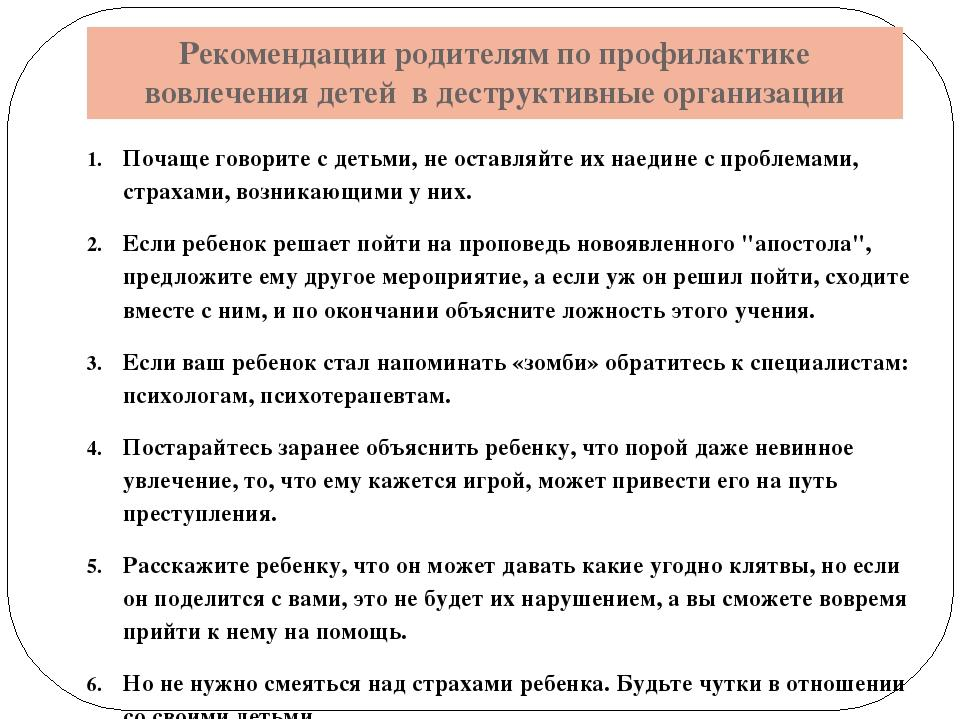 Рекомендации родителям по профилактике
вовлечения детей в деструктивные организации
1. Почаще говорите с детьми, не оставляйте их наедине с проблемами,
страхами, возникающими у них.
2. Если ребенок решает пойти на проповедь новоявленного "апостола",
предложите ему другое мероприятие, а если уж он решил пойти, сходите
вместе с ним, и по окончании объясните ложность этого учения.
3. Если ваш ребенок стал напоминать «зомби» обратитесь к специалистам:
психологам, психотерапевтам.
4. Постарайтесь заранее объяснить ребенку, что порой даже невинное
увлечение, то, что ему кажется игрой, может привести его на путь
преступления.
5. Расскажите ребенку, что он может давать какие угодно клятвы, но если
он поделится с вами, это не будет их нарушением, а вы сможете вовремя
прийти к нему на помощь.
6. Но не нужно смеяться над страхами ребенка. Будьте чутки в отношении
со своими детьми